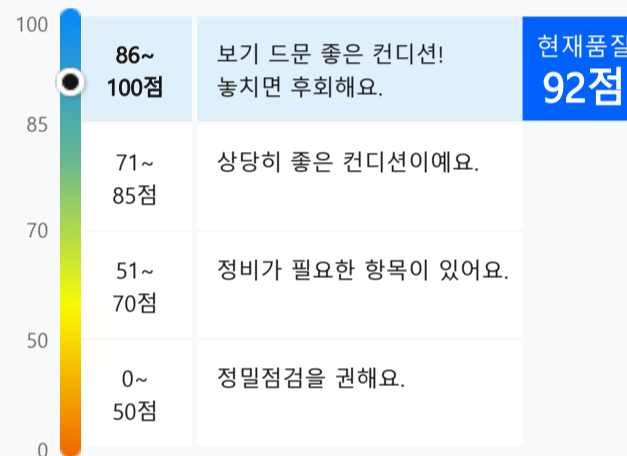 100
86~
100점
보기 드문 좋은 컨디션!
놓치면 후회해요.
현재품질
92점
85
71~
85점
상당히 좋은 컨디션이예요.
70
51~
70점
정비가 필요한 항목이 있어요.
50
0~
50점
정밀점검을 권해요.
0